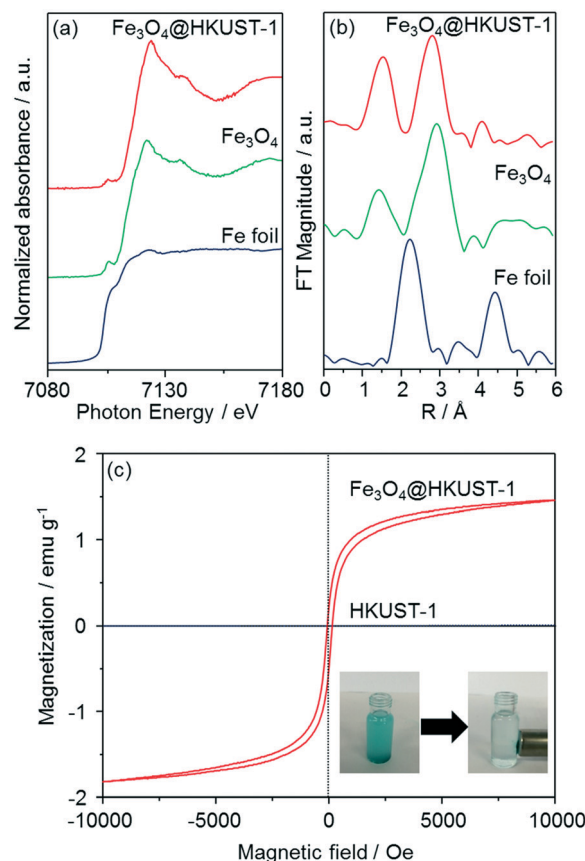 (a)
Fe₃O₄@HKUST-1
Fe₃O₄
Fe foil
Normalized absorbance / a.u.
7080
7130
7180
Photon Energy / eV
(b)
Fe₃O₄@HKUST-1
Fe₃O₄
Fe foil
FT Magnitude / a.u.
0 1 2 3 4 5 6
R / Å
(c)
Fe₃O₄@HKUST-1
HKUST-1
Magnetization / emu g⁻¹
2
1
0
-1
-2
-10000
-5000
0
5000
10000
Magnetic field / Oe